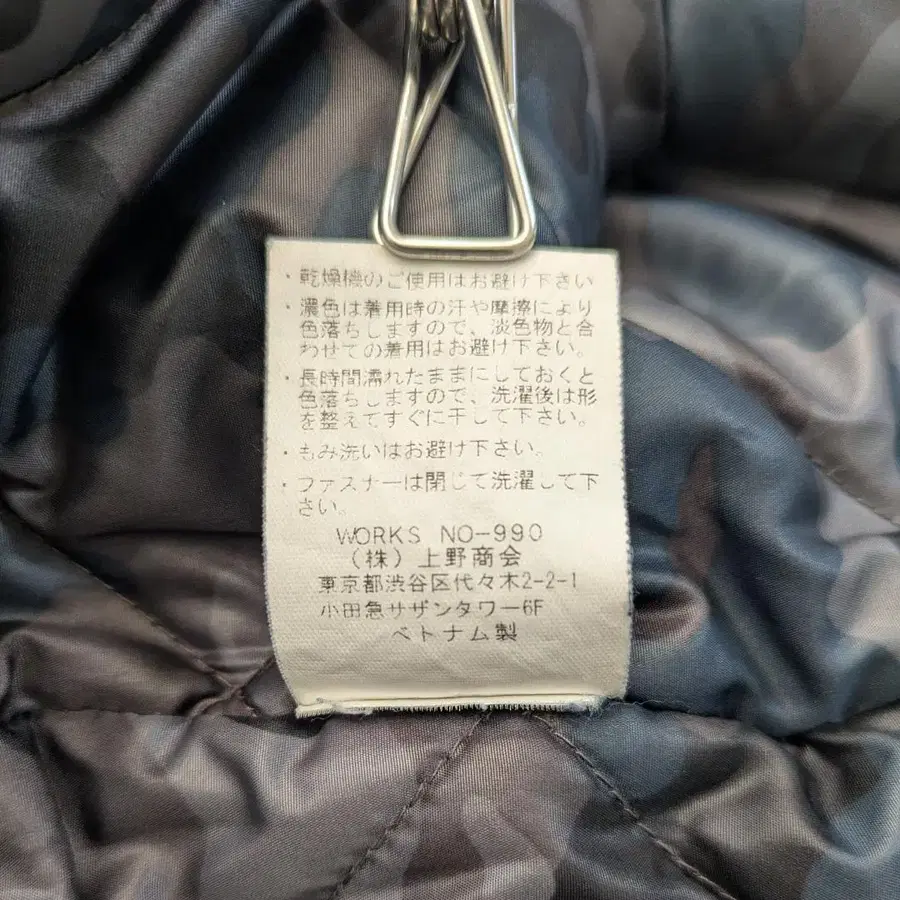 ・乾燥機のご使用はお避け下さい
・濃色は着用時の汗や摩擦により
色落ちしますので、淡色物と合
わせての着用はお避け下さい。
・長時間濡れたままにしておくと
色落ちしますので、洗濯後は形
を整えてすぐに干して下さい。
・もみ洗いはお避け下さい。
・ファスナーは閉じて洗濯して下
さい。
WORKS NO-990
(株)上野商会
東京都渋谷区代々木2-2-1
小田急サザンタワー6F
ベトナム製